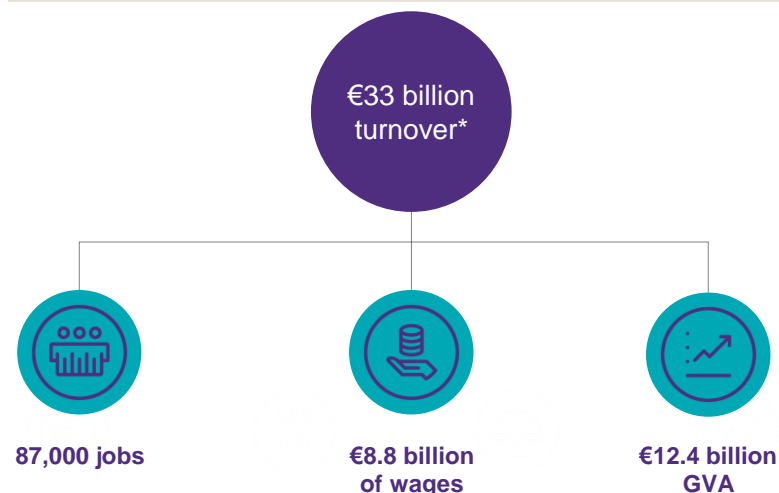 €33 billion
turnover*
87,000 jobs
€8.8 billion
of wages
€12.4 billion
GVA